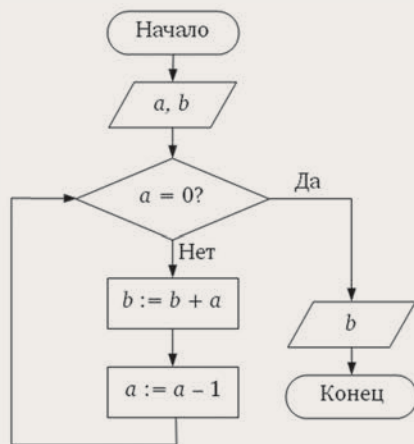 Начало
a, b
a = 0?
Да
Нет
b := b + a
b
a := a – 1
Конец